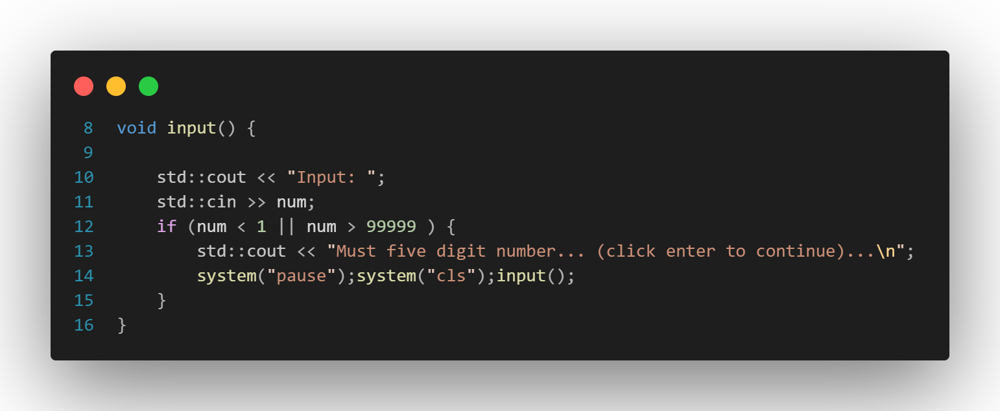 8 void input() {
9
10 std::cout << "Input: ";
11 std::cin >> num;
12 if (num < 1 || num > 99999 ) {
13 std::cout << "Must five digit number... (click enter to continue)...\n";
14 system("pause");system("cls");input();
15 }
16 }